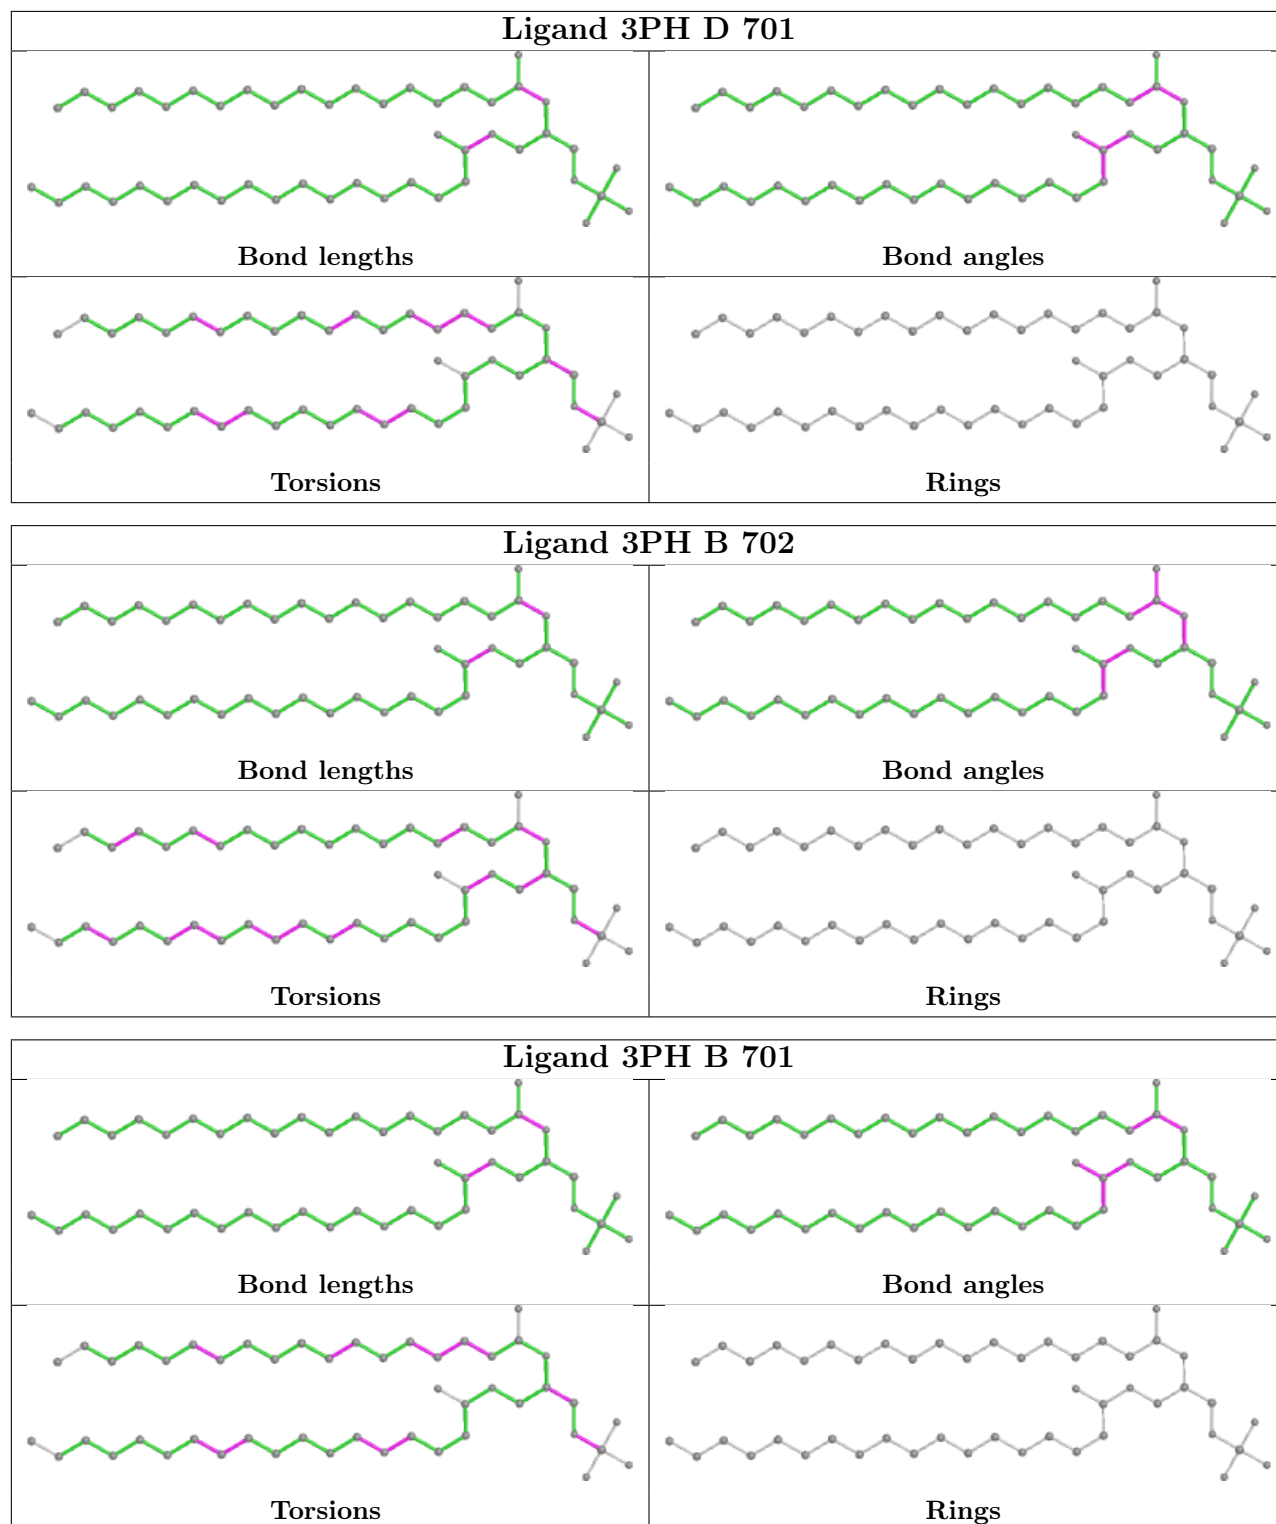 Ligand 3PH D 701
Bond lengths
Bond angles
Torsions
Rings
Ligand 3PH B 702
Bond lengths
Bond angles
Torsions
Rings
Ligand 3PH B 701
Bond lengths
Bond angles
Torsions
Rings